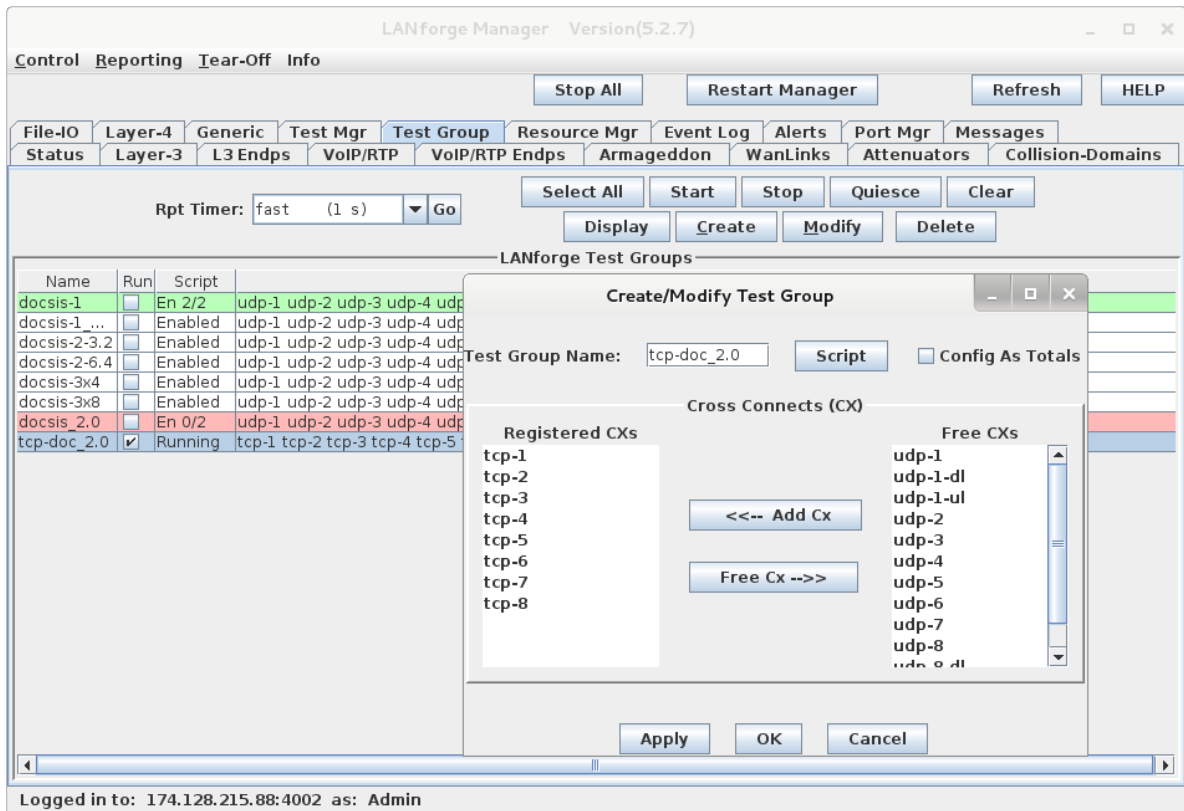 LANforge Manager Version(5.2.7)
Control Reporting Tear-Off Info
Stop All Restart Manager Refresh HELP
File-IO Layer-4 Generic Test Mgr Test Group Resource Mgr Event Log Alerts Port Mgr Messages
Status Layer-3 L3 Endps VoIP/RTP VoIP/RTP Endps Armageddon WanLinks Attenuators Collision-Domains
Select All Start Stop Quiesce Clear
Rpt Timer: fast (1 s) Go
Display Create Modify Delete
LANforge Test Groups
Name Run Script
docsis-1 En 2/2 udp-1 udp-2 udp-3 udp-4 udp
docsis-1_... Enabled udp-1 udp-2 udp-3 udp-4 udp
docsis-2-3.2 Enabled udp-1 udp-2 udp-3 udp-4 udp
docsis-2-6.4 Enabled udp-1 udp-2 udp-3 udp-4 udp
docsis-3x4 Enabled udp-1 udp-2 udp-3 udp-4 udp
docsis-3x8 Enabled udp-1 udp-2 udp-3 udp-4 udp
docsis_2.0 En 0/2 udp-1 udp-2 udp-3 udp-4 udp
tcp-doc_2.0 Running tcp-1 tcp-2 tcp-3 tcp-4 tcp-5
Create/Modify Test Group
Test Group Name: tcp-doc_2.0 Script Config As Totals
Cross Connects (CX)
Registered CXs
tcp-1
tcp-2
tcp-3
tcp-4
tcp-5
tcp-6
tcp-7
tcp-8
<<-- Add Cx
Free Cx -->>
Free CXs
udp-1
udp-1-dl
udp-1-ul
udp-2
udp-3
udp-4
udp-5
udp-6
udp-7
udp-8
udp-8-dl
Apply OK Cancel
Logged in to: 174.128.215.88:4002 as: Admin